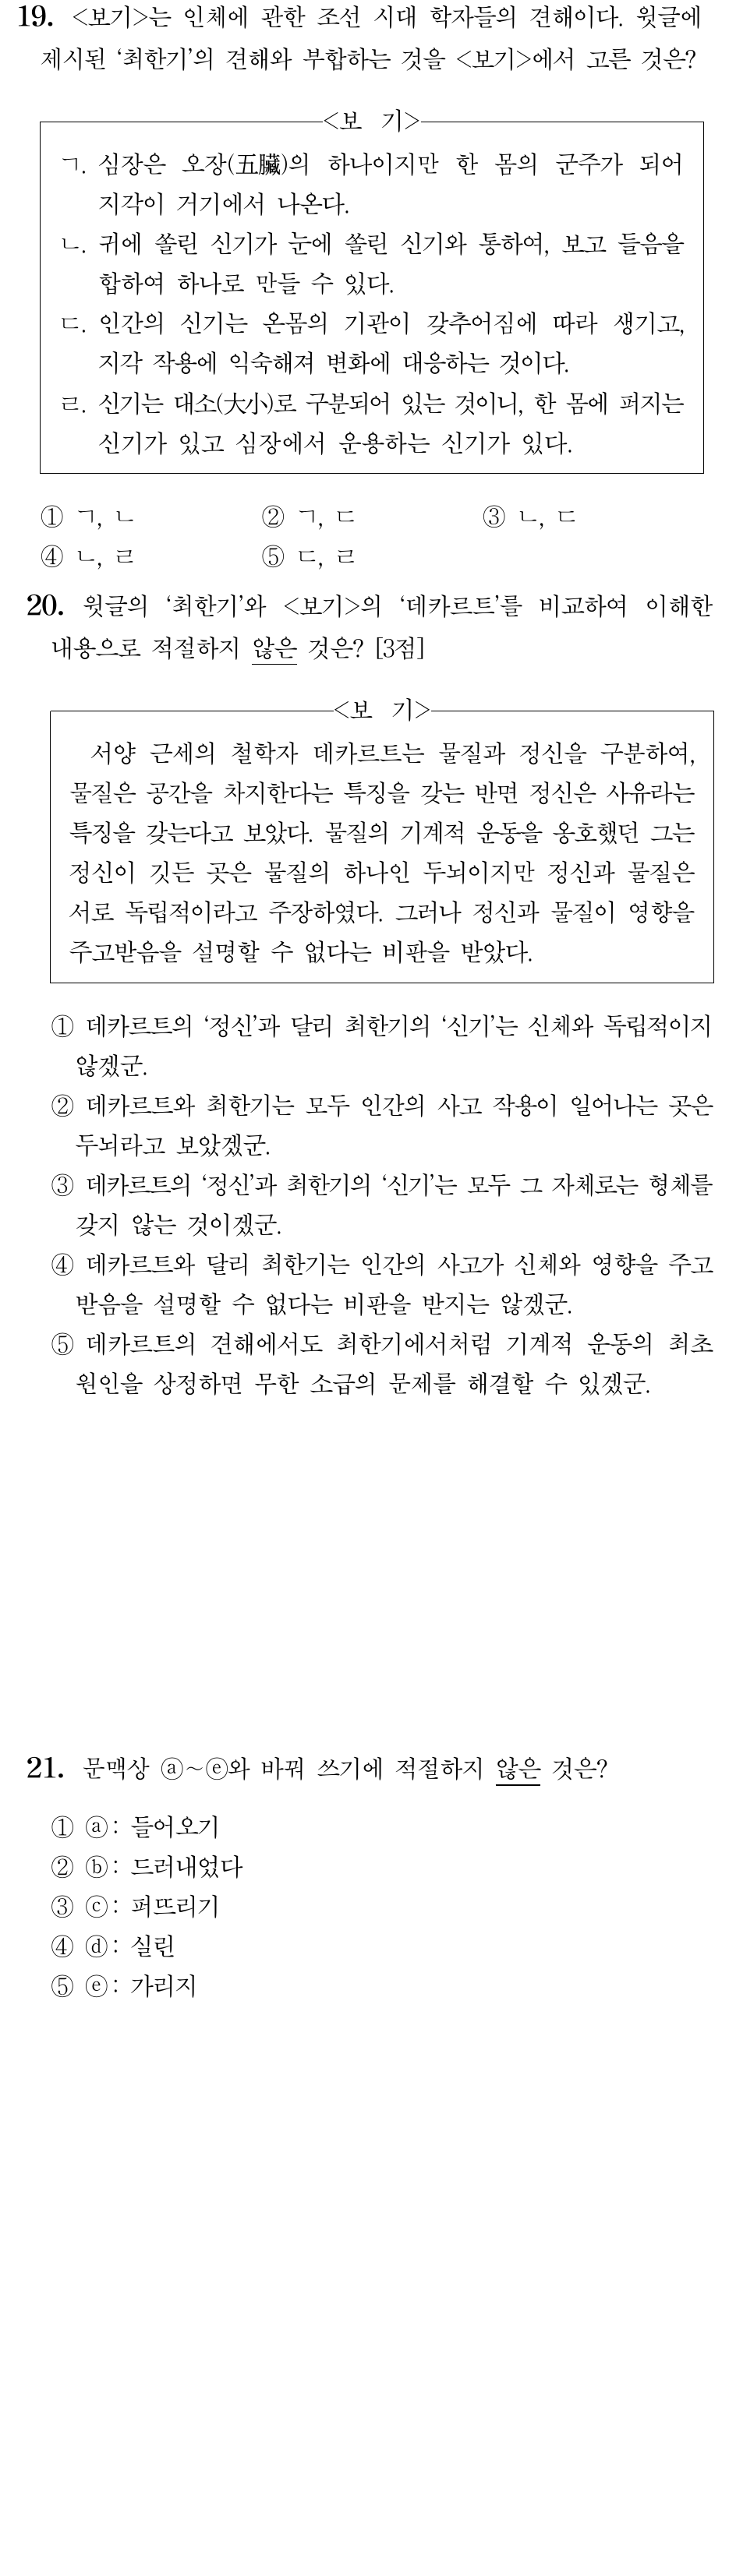 19. <보기>는 인체에 관한 조선 시대 학자들의 견해이다. 윗글에
제시된 ‘최한기’의 견해와 부합하는 것을 <보기>에서 고른 것은?
<보 기>
ㄱ. 심장은 오장(五臟)의 하나이지만 한 몸의 군주가 되어
지각이 거기에서 나온다.
ㄴ. 귀에 쏠린 신기가 눈에 쏠린 신기와 통하여, 보고 들음을
합하여 하나로 만들 수 있다.
ㄷ. 인간의 신기는 온몸의 기관이 갖추어짐에 따라 생기고,
지각 작용에 익숙해져 변화에 대응하는 것이다.
ㄹ. 신기는 대소(大小)로 구분되어 있는 것이니, 한 몸에 퍼지는
신기가 있고 심장에서 운용하는 신기가 있다.
① ㄱ, ㄴ ② ㄱ, ㄷ ③ ㄴ, ㄷ
④ ㄴ, ㄹ ⑤ ㄷ, ㄹ
20. 윗글의 ‘최한기’와 <보기>의 ‘데카르트’를 비교하여 이해한
내용으로 적절하지 않은 것은? [3점]
<보 기>
서양 근세의 철학자 데카르트는 물질과 정신을 구분하여,
물질은 공간을 차지한다는 특징을 갖는 반면 정신은 사유라는
특징을 갖는다고 보았다. 물질의 기계적 운동을 옹호했던 그는
정신이 깃든 곳은 물질의 하나인 두뇌이지만 정신과 물질은
서로 독립적이라고 주장하였다. 그러나 정신과 물질이 영향을
주고받음을 설명할 수 없다는 비판을 받았다.
① 데카르트의 ‘정신’과 달리 최한기의 ‘신기’는 신체와 독립적이지
않겠군.
② 데카르트와 최한기는 모두 인간의 사고 작용이 일어나는 곳은
두뇌라고 보았겠군.
③ 데카르트의 ‘정신’과 최한기의 ‘신기’는 모두 그 자체로는 형체를
갖지 않는 것이겠군.
④ 데카르트와 달리 최한기는 인간의 사고가 신체와 영향을 주고
받음을 설명할 수 없다는 비판을 받지는 않겠군.
⑤ 데카르트의 견해에서도 최한기에서처럼 기계적 운동의 최초
원인을 상정하면 무한 소급의 문제를 해결할 수 있겠군.
21. 문맥상 ⓐ~ⓔ와 바꿔 쓰기에 적절하지 않은 것은?
① ⓐ: 들어오기
② ⓑ: 드러내었다
③ ⓒ: 퍼뜨리기
④ ⓓ: 실린
⑤ ⓔ: 가리지